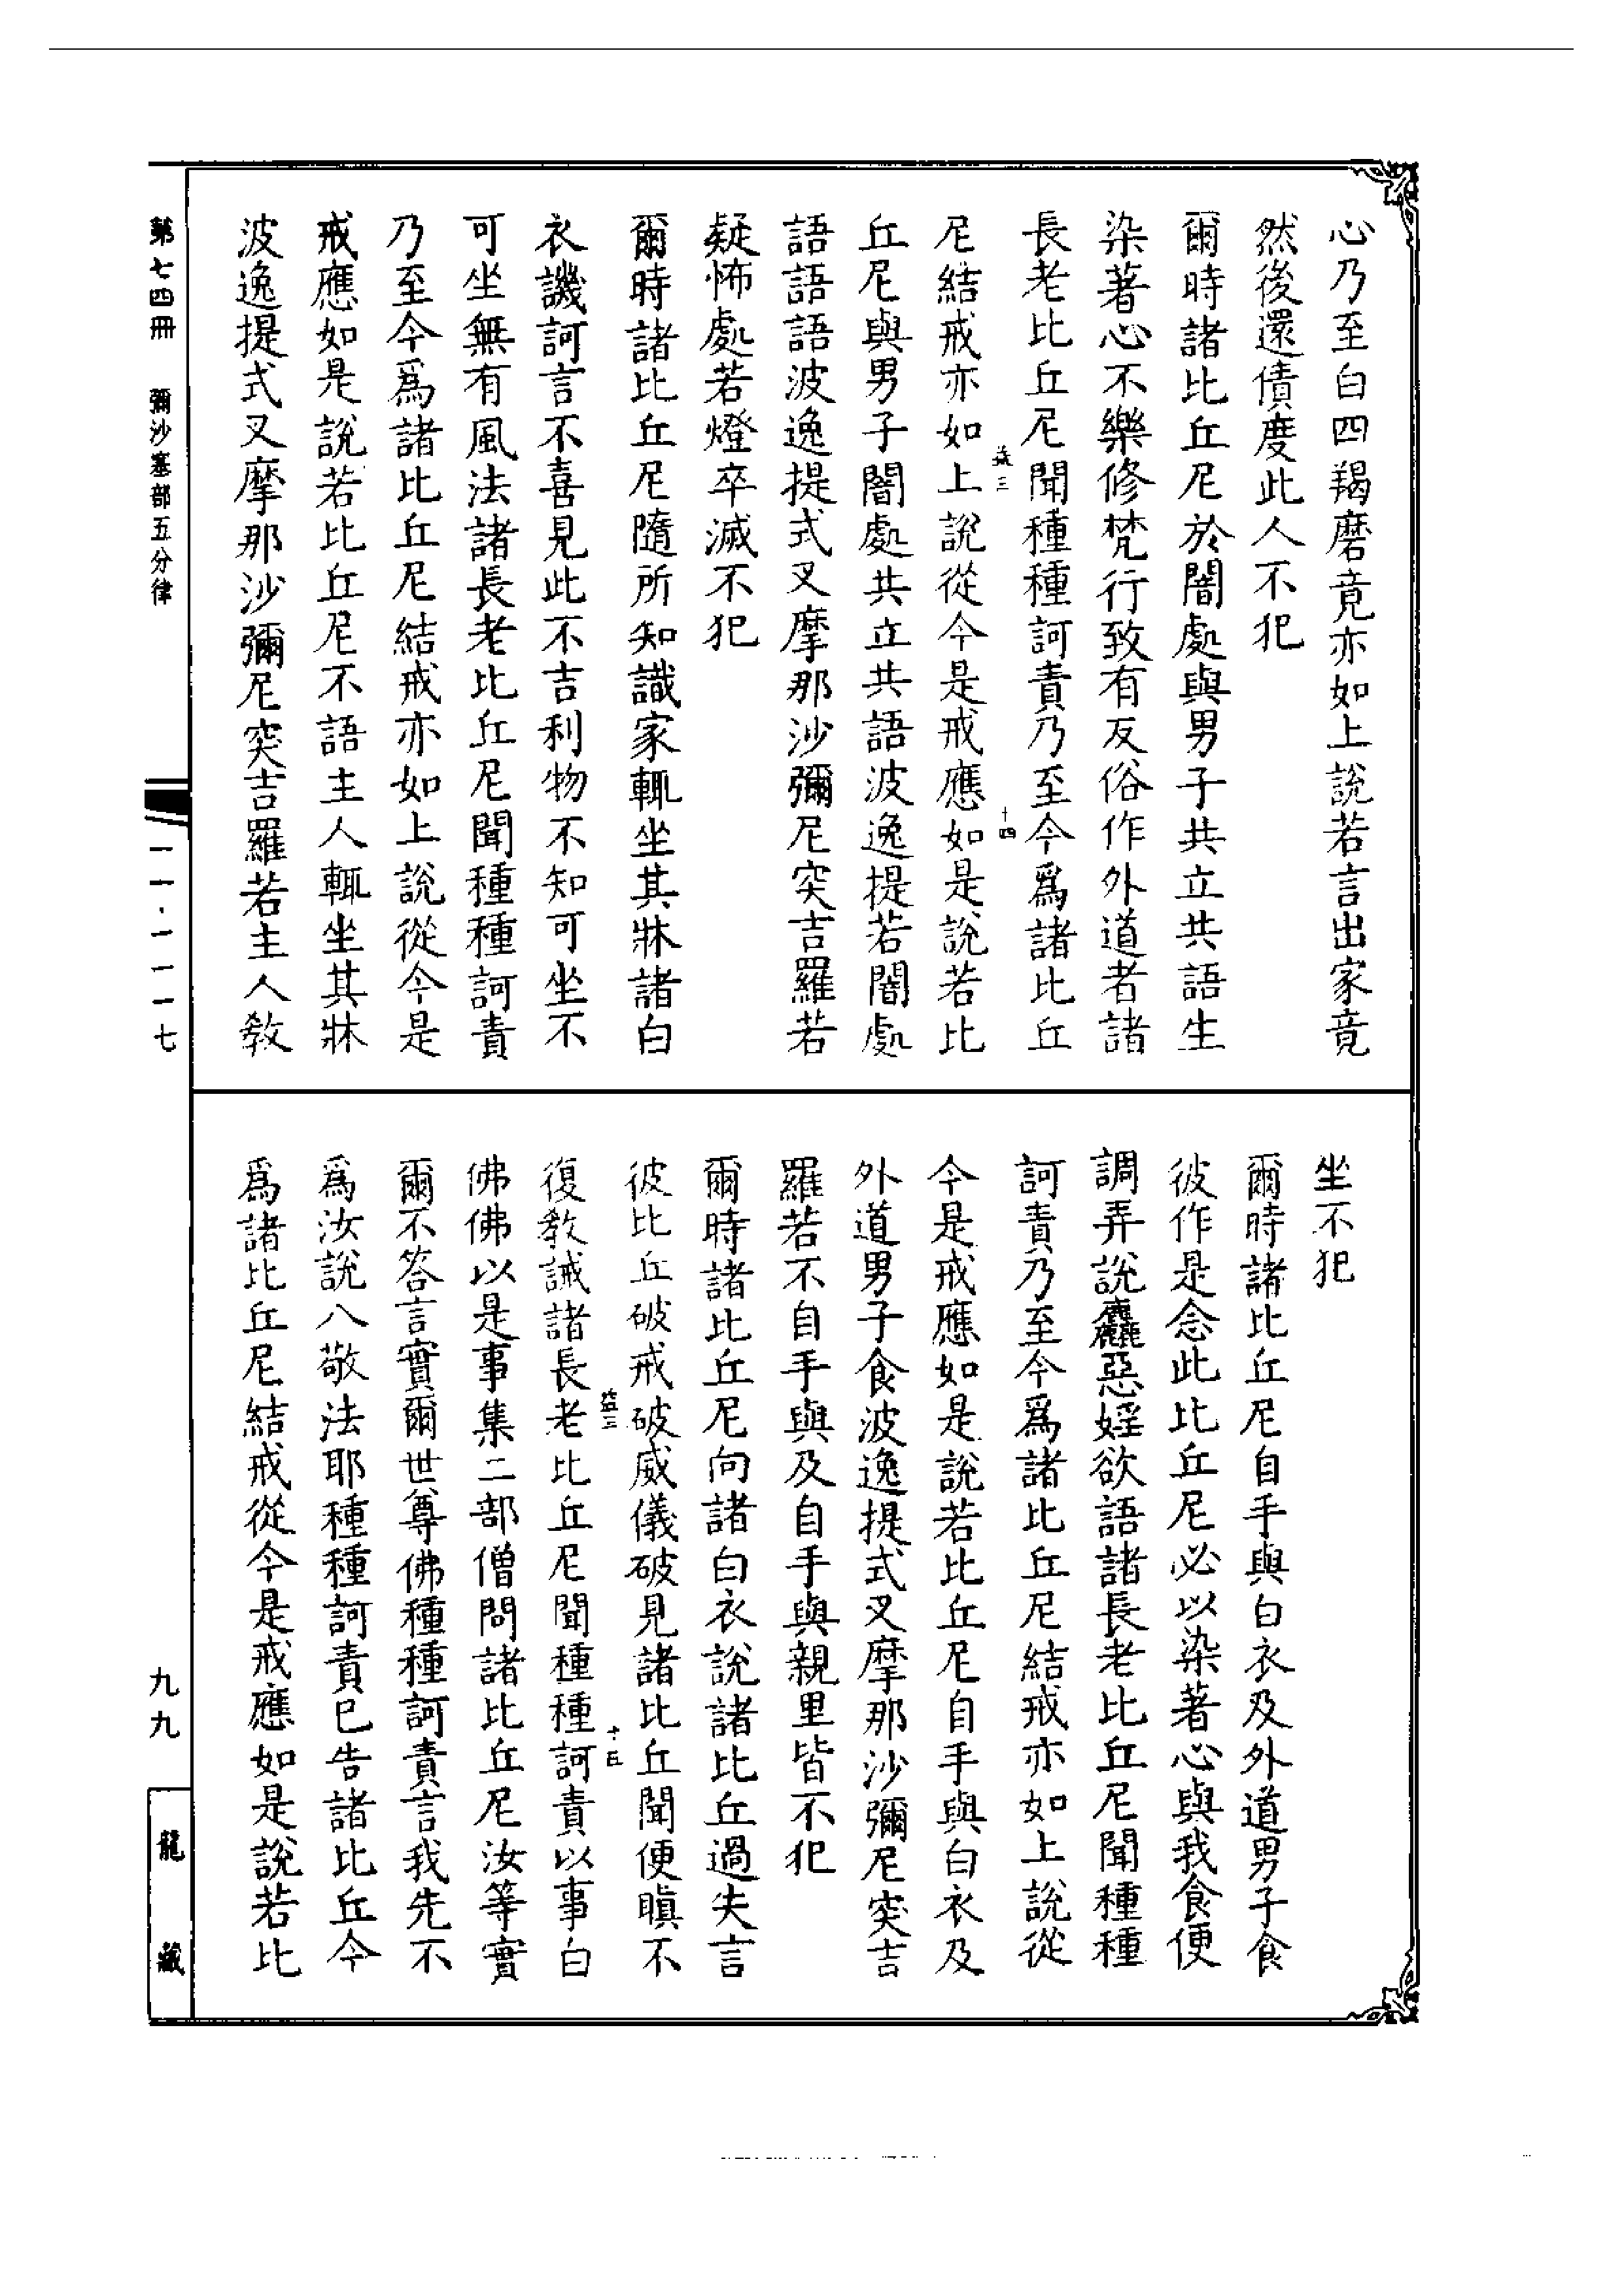 心乃至白四羯磨竟亦如上說若言出家竟
然後還債度此人不犯
爾時諸比丘尼於闇處與男子共立共語生
染著心不樂修梵行致有反俗作外道者諸
長老比丘尼聞種種訶責乃至今爲諸比丘
益三
十四
尼結戒亦如上說從今是戒應如是說若比
丘尼與男子闇處共立共語波逸提若闇處
語語語波逸提式叉摩那沙彌尼突吉羅若
疑怖處若燈卒滅不犯
爾時諸比丘尼隨所知識家輒坐其牀諸白
衣譏訶言不喜見此不吉利物不知可坐不
可坐無有風法諸長老比丘尼聞種種訶責
乃至今爲諸比丘尼結戒亦如上說從今是
戒應如是說若比丘尼不語主人輒坐其牀
波逸提式叉摩那沙彌尼突吉羅若主人教
坐不犯
爾時諸比丘尼自手與白衣及外道男子食
彼作是念此比丘尼必以染著心與我食便
調弄說麤惡婬欲語諸長老比丘尼聞種種
訶責乃至今爲諸比丘尼結戒亦如上說從
今是戒應如是說若比丘尼自手與白衣及
外道男子食波逸提式叉摩那沙彌尼突吉
羅若不自手與及自手與親里皆不犯
爾時諸比丘尼向諸白衣說諸比丘過失言
彼比丘破戒破威儀破見諸比丘聞便瞋不
益三
十五
復教誡諸長老比丘尼聞種種訶責以事白
佛佛以是事集二部僧問諸比丘尼汝等實
爾不答言實爾世尊佛種種訶責言我先不
爲汝說八敬法耶種種訶責已告諸比丘今
爲諸比丘尼結戒從今是戒應如是說若比
第七四冊 彌沙塞部五分律
一一·一一一七
九九
龍藏